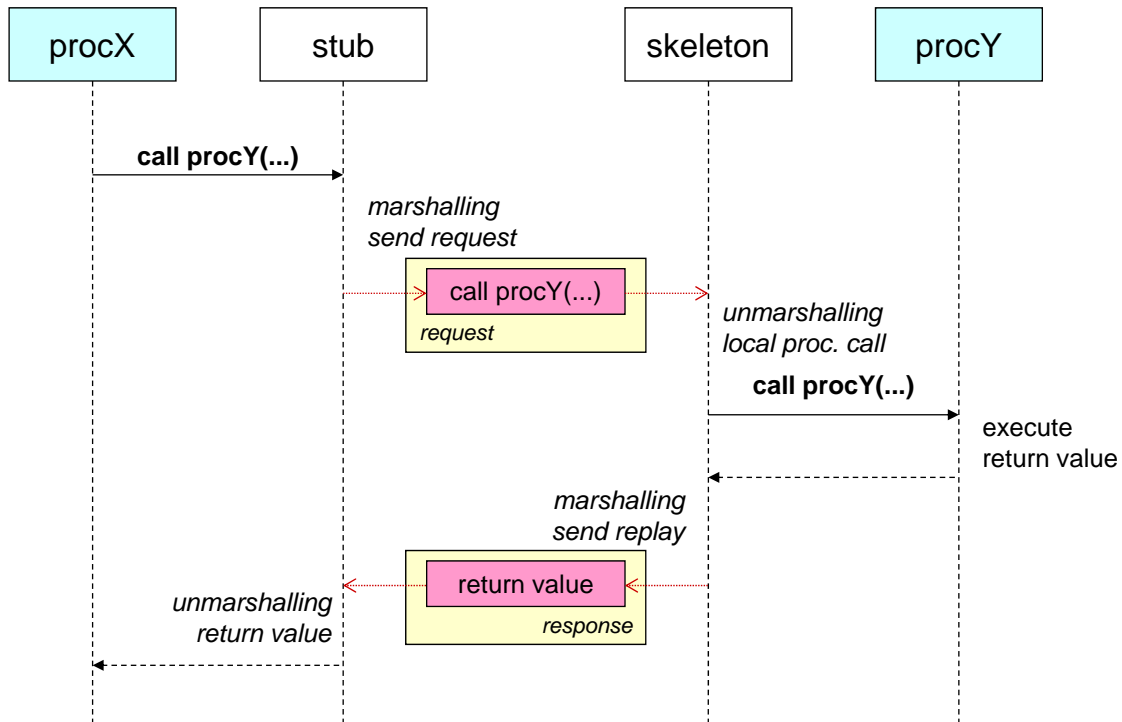 procX
stub
skeleton
procY
call procY(...)
marshalling
send request
call procY(...)
request
unmarshalling
local proc. call
call procY(...)
execute
return value
marshalling
send replay
return value
response
unmarshalling
return value